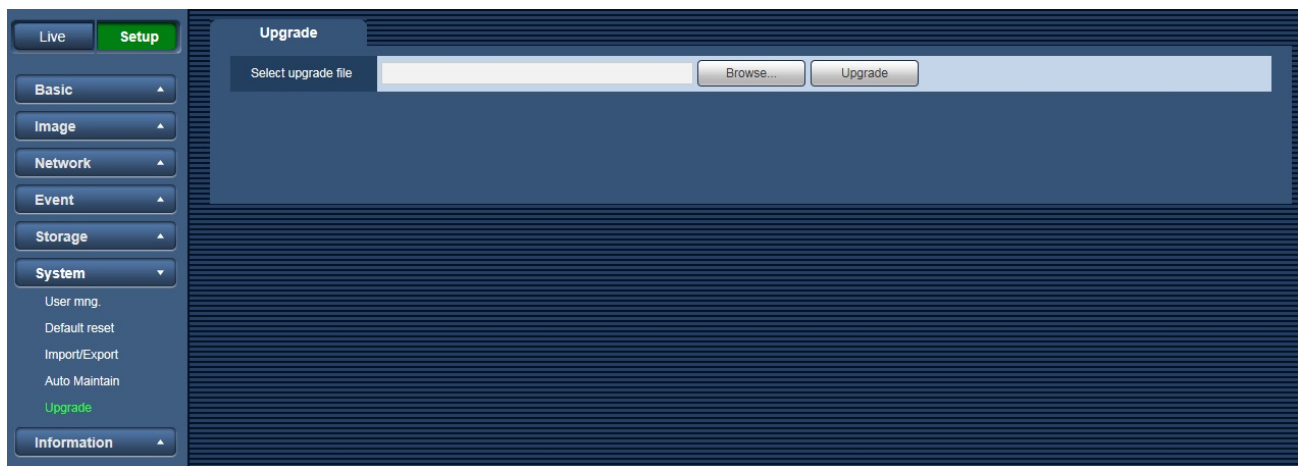 Live Setup
Basic
Image
Network
Event
Storage
System
User mng.
Default reset
Import/Export
Auto Maintain
Upgrade
Information
Upgrade
Select upgrade file Browse... Upgrade